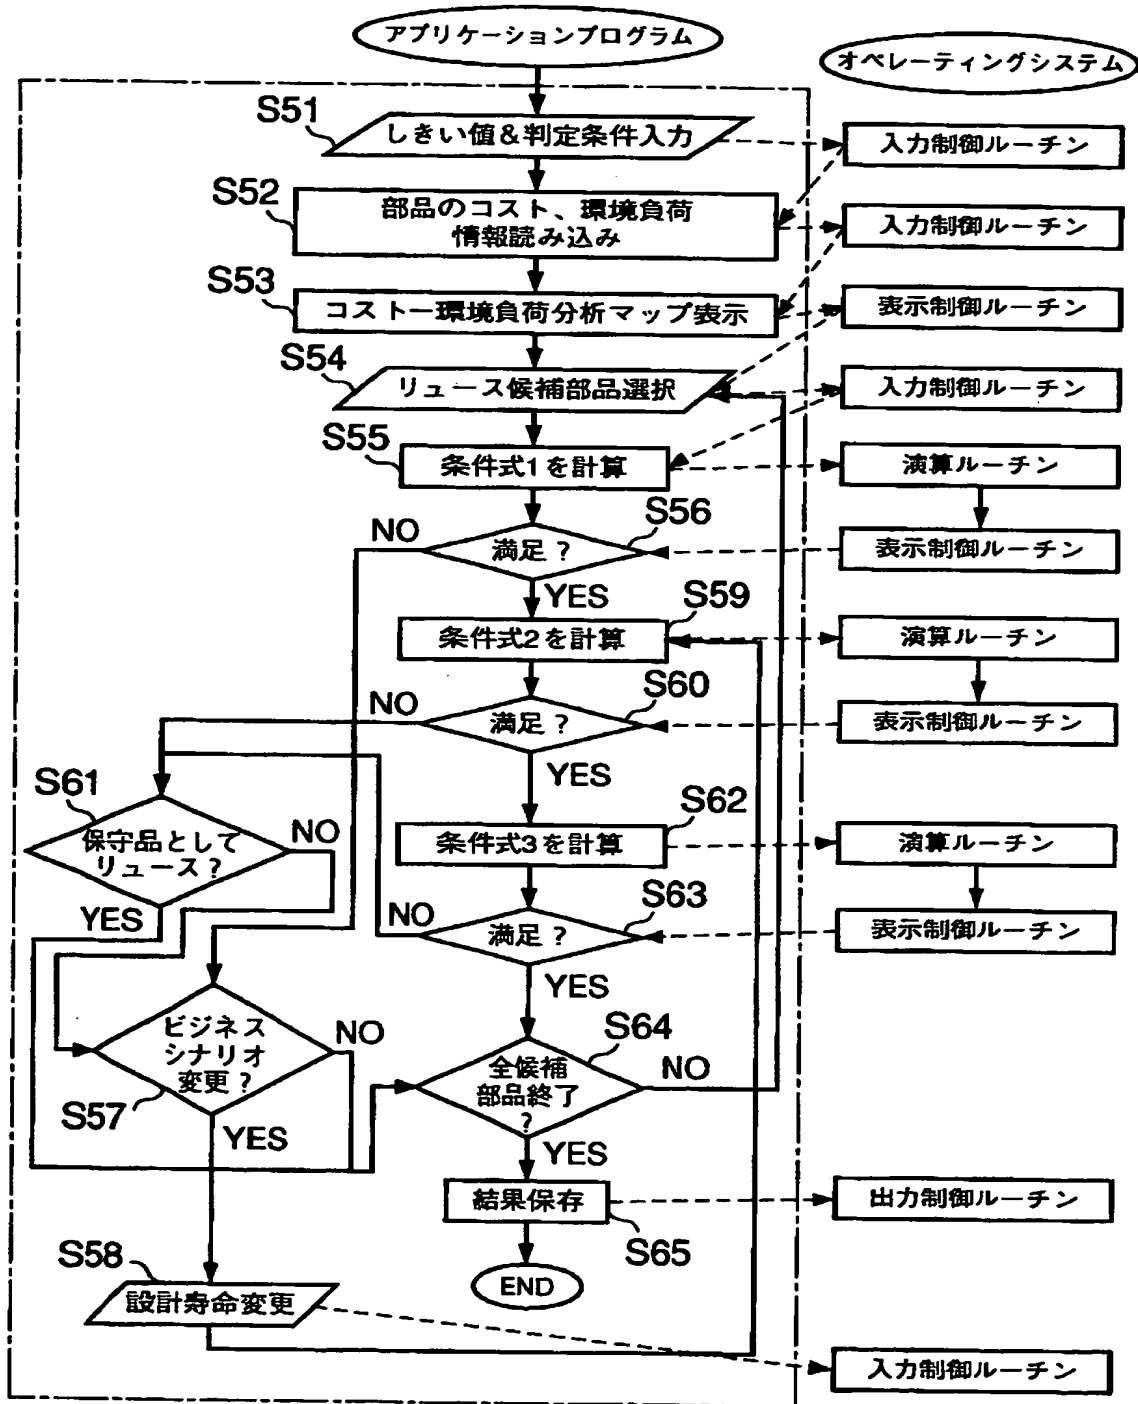 アプリケーションプログラム
オペレーティングシステム
S51
しきい値&判定条件入力
入力制御ルーチン
S52
部品のコスト、環境負荷
情報読み込み
入力制御ルーチン
S53
コストー環境負荷分析マップ表示
表示制御ルーチン
S54
リュース候補部品選択
入力制御ルーチン
S55
条件式1を計算
演算ルーチン
S56
NO
満足?
表示制御ルーチン
YES
S59
条件式2を計算
演算ルーチン
S60
NO
満足?
表示制御ルーチン
YES
S61
保守品として
リュース?
NO
YES
S62
条件式3を計算
演算ルーチン
S63
NO
満足?
表示制御ルーチン
YES
ビジネス
シナリオ
変更?
NO
S57
YES
S64
全候補
部品終了
?
NO
YES
結果保存
出力制御ルーチン
S65
END
S58
設計寿命変更
入力制御ルーチン